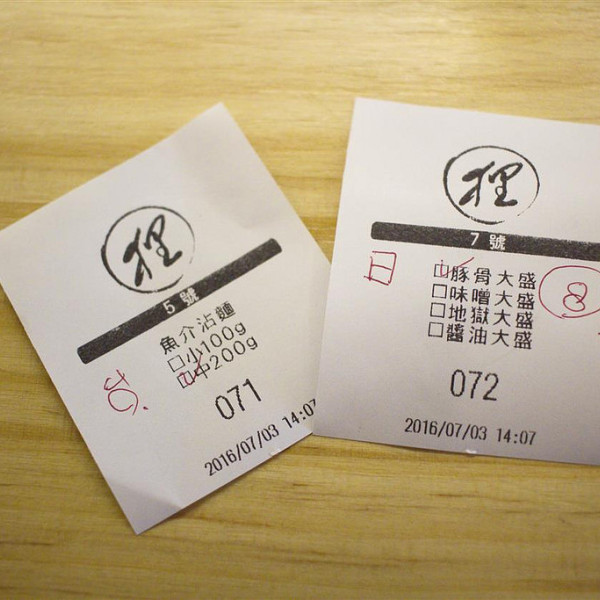 狸
5 號
魚介沾麵
□小100g
□中200g
071
2016/07/03 14:07
狸
7 號
日
□豚骨大盛
□味噌大盛
□地獄大盛
□醬油大盛
8
072
2016/07/03 14:07